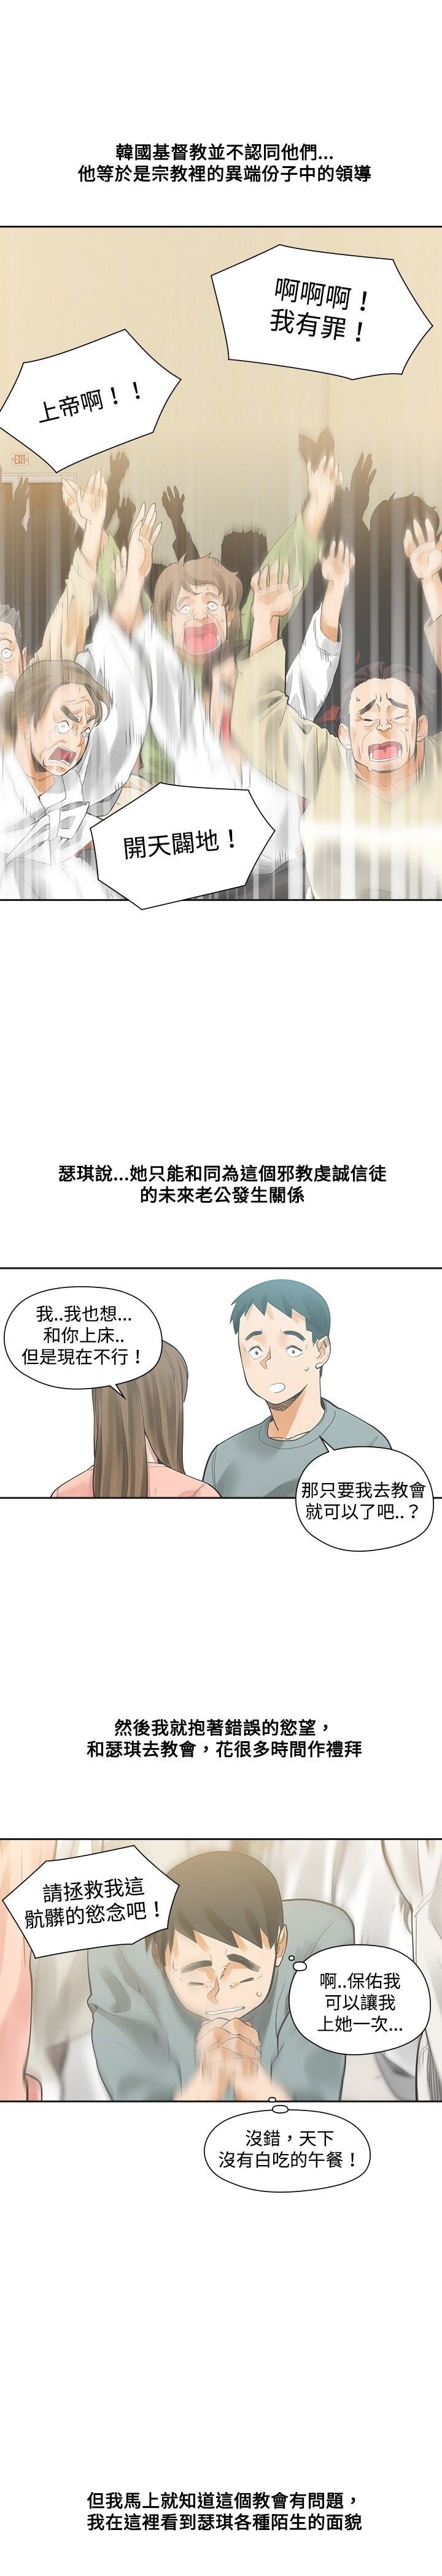 韓國基督教並不認同他們...
他等於是宗教裡的異端份子中的領導
啊啊啊！
我有罪！
上帝啊！！
EXIT
開天闢地！
瑟琪說...她只能和同為這個邪教虔誠信徒
的未來老公發生關係
我..我也想...
和你上床..
但是現在不行！
那只要我去教會
就可以了吧..？
然後我就抱著錯誤的慾望，
和瑟琪去教會，花很多時間作禮拜
請拯救我這
骯髒的慾念吧！
啊..保佑我
可以讓我
上她一次...
沒錯，天下
沒有白吃的午餐！
但我馬上就知道這個教會有問題，
我在這裡看到瑟琪各種陌生的面貌